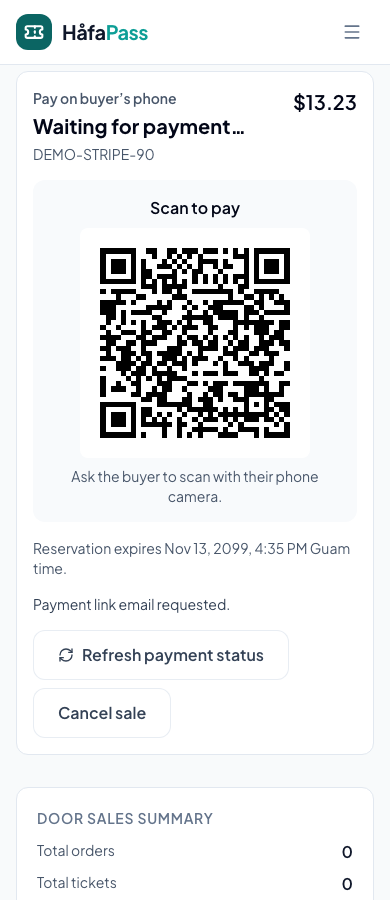 HåfaPass
Pay on buyer’s phone
$13.23
Waiting for payment…
DEMO-STRIPE-90
Scan to pay
Ask the buyer to scan with their phone
camera.
Reservation expires Nov 13, 2099, 4:35 PM Guam
time.
Payment link email requested.
Refresh payment status
Cancel sale
DOOR SALES SUMMARY
Total orders 0
Total tickets 0